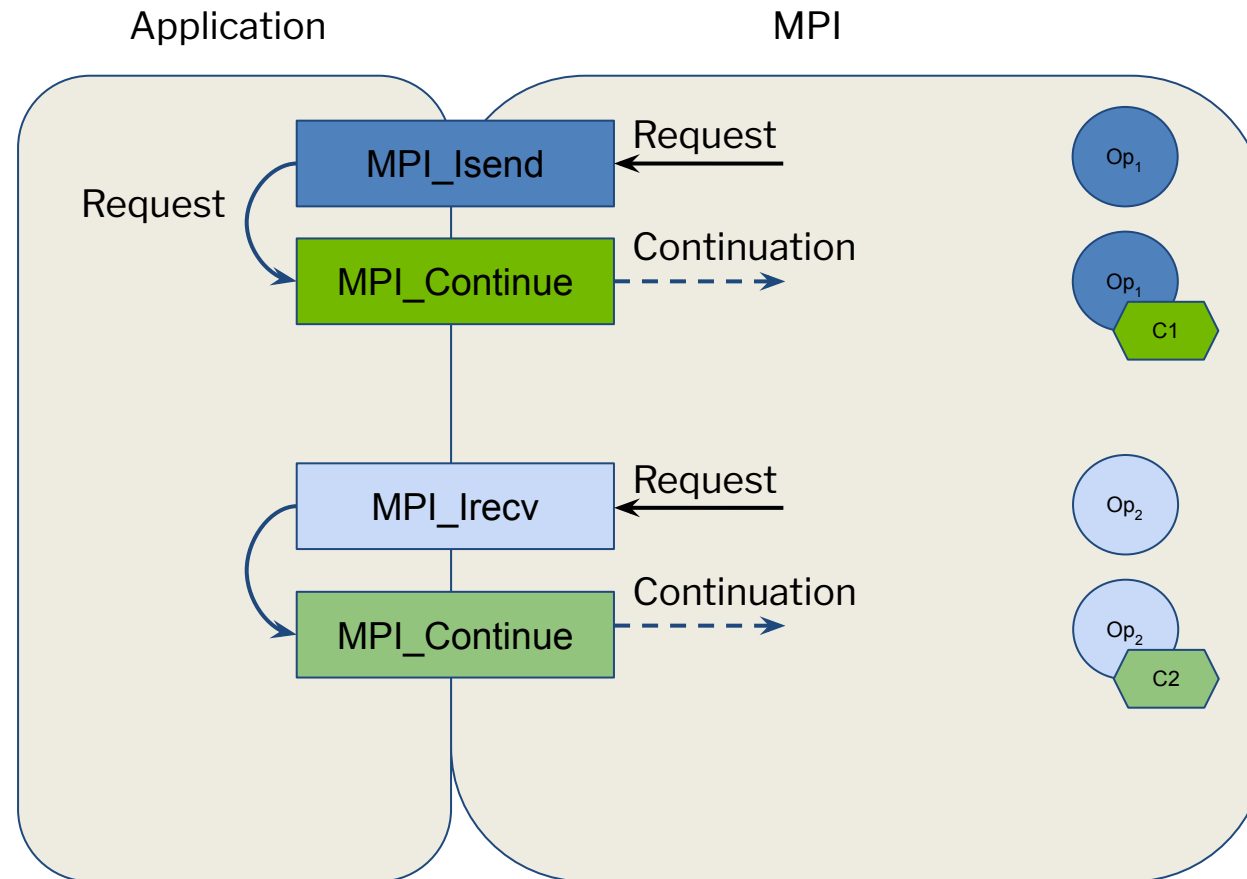 Application
MPI
MPI_Isend
Request
Op₁
Request
MPI_Continue
Continuation
Op₁
C1
MPI_Irecv
Request
Op₂
MPI_Continue
Continuation
Op₂
C2